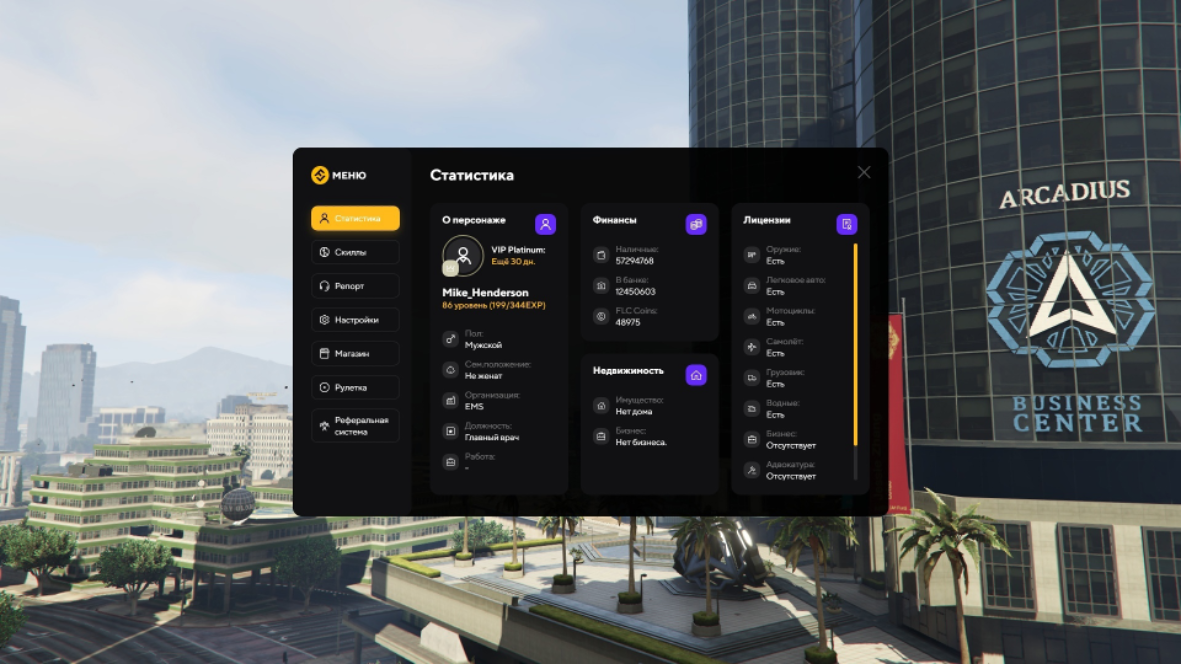 МЕНЮ
Статистика
Скиллы
Репорт
Настройки
Магазин
Рулетка
Реферальная
система
Статистика
О персонаже
VIP Platinum:
Ещё 30 дн.
Mike_Henderson
86 уровень (199/344EXP)
Пол:
Мужской
Сем.положение:
Не женат
Организация:
EMS
Должность:
Главный врач
Работа:
-
Финансы
Наличные:
57294768
В банке:
12450603
FLC Coins:
48975
Недвижимость
Имущество:
Нет дома
Бизнес:
Нет бизнеса.
Лицензии
Оружие:
Есть
Легковое авто:
Есть
Мотоциклы:
Есть
Самолёт:
Есть
Грузовик:
Есть
Водные:
Есть
Бизнес:
Отсутствует
Адвокатура:
Отсутствует
ARCADIUS
BUSINESS
CENTER